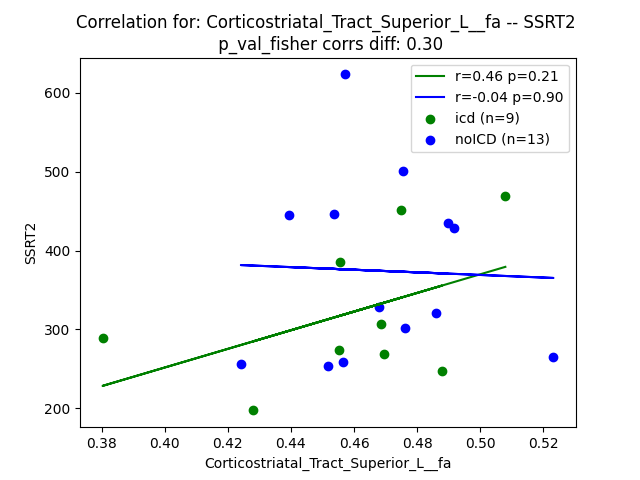 Correlation for: Corticostriatal_Tract_Superior_L__fa -- SSRT2
p_val_fisher corrs diff: 0.30
r=0.46 p=0.21
r=-0.04 p=0.90
icd (n=9)
noICD (n=13)
600
500
400
300
200
SSRT2
0.38 0.40 0.42 0.44 0.46 0.48 0.50 0.52
Corticostriatal_Tract_Superior_L__fa